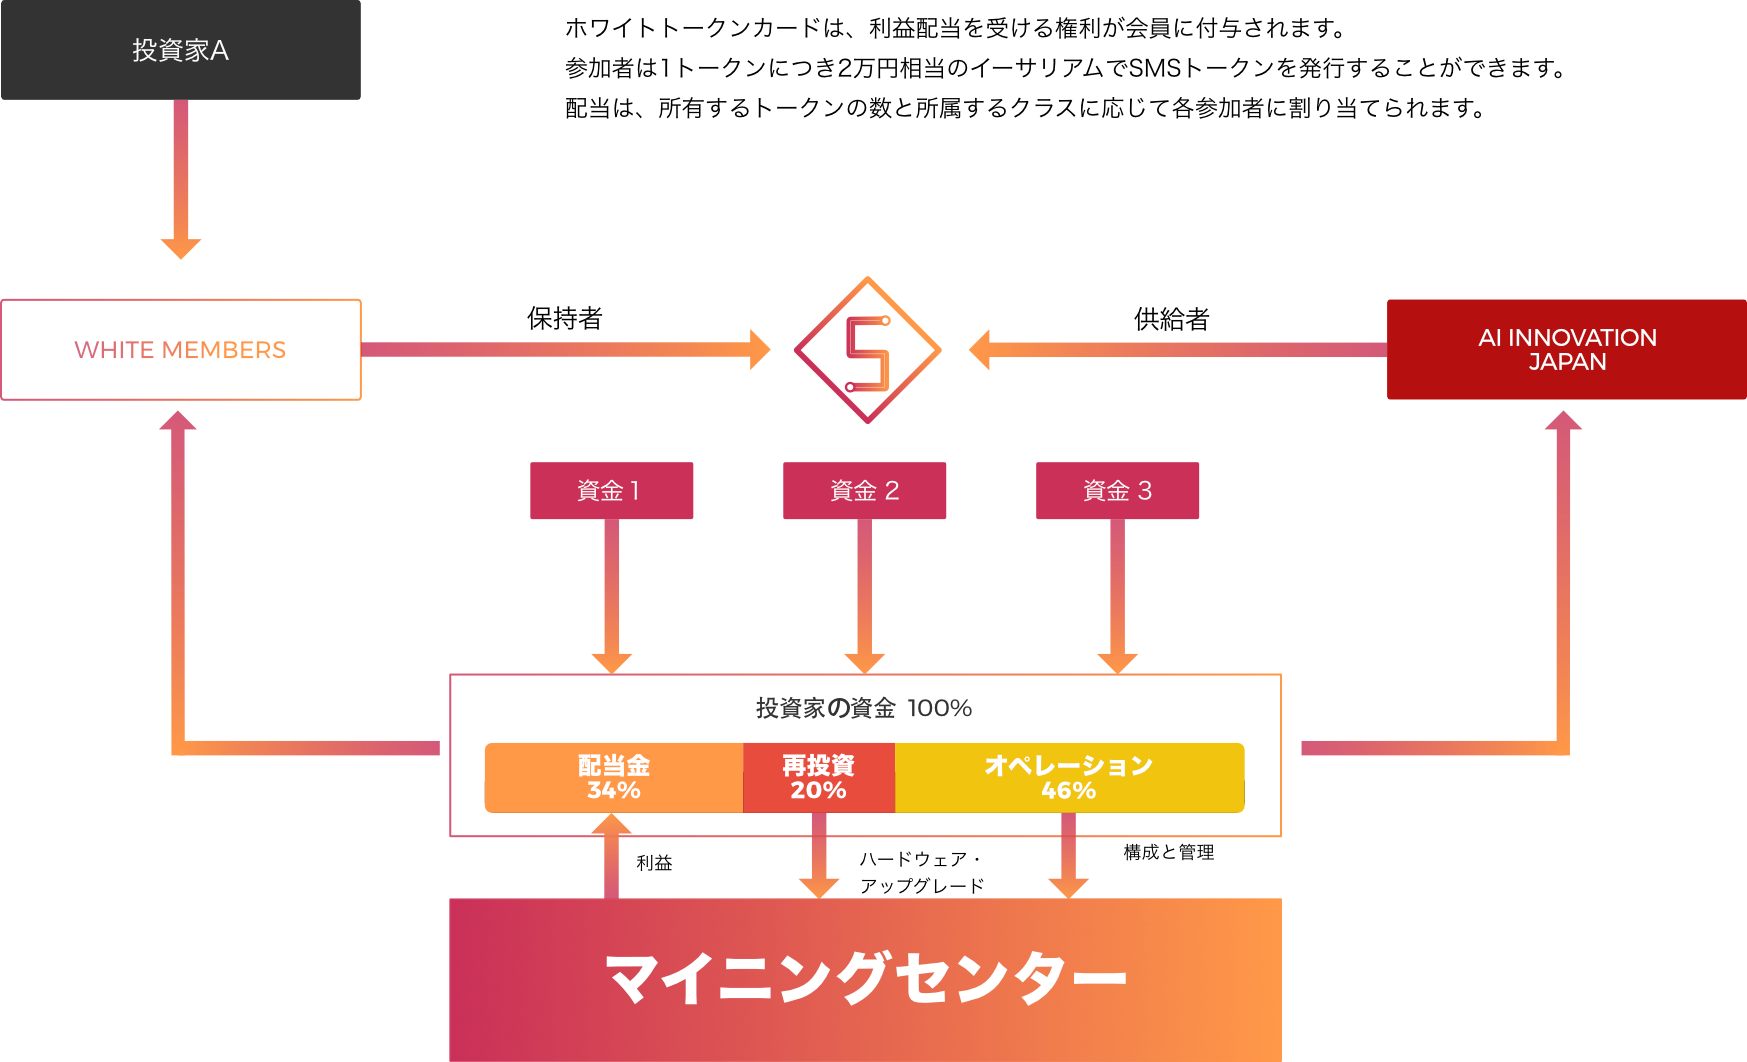 投資家A
ホワイトトークンカードは、利益配当を受ける権利が会員に付与されます。
参加者は1トークンにつき2万円相当のイーサリアムでSMSトークンを発行することができます。
配当は、所有するトークンの数と所属するクラスに応じて各参加者に割り当てられます。
WHITE MEMBERS
保持者
供給者
AI INNOVATION
JAPAN
資金 1
資金 2
資金 3
投資家の資金 100%
配当金
34%
再投資
20%
オペレーション
46%
利益
ハードウェア・
アップグレード
構成と管理
マイニングセンター